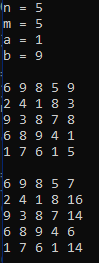 n = 5
m = 5
a = 1
b = 9
6 9 8 5 9
2 4 1 8 3
9 3 8 7 8
6 8 9 4 1
1 7 6 1 5
6 9 8 5 7
2 4 1 8 16
9 3 8 7 14
6 8 9 4 6
1 7 6 1 14